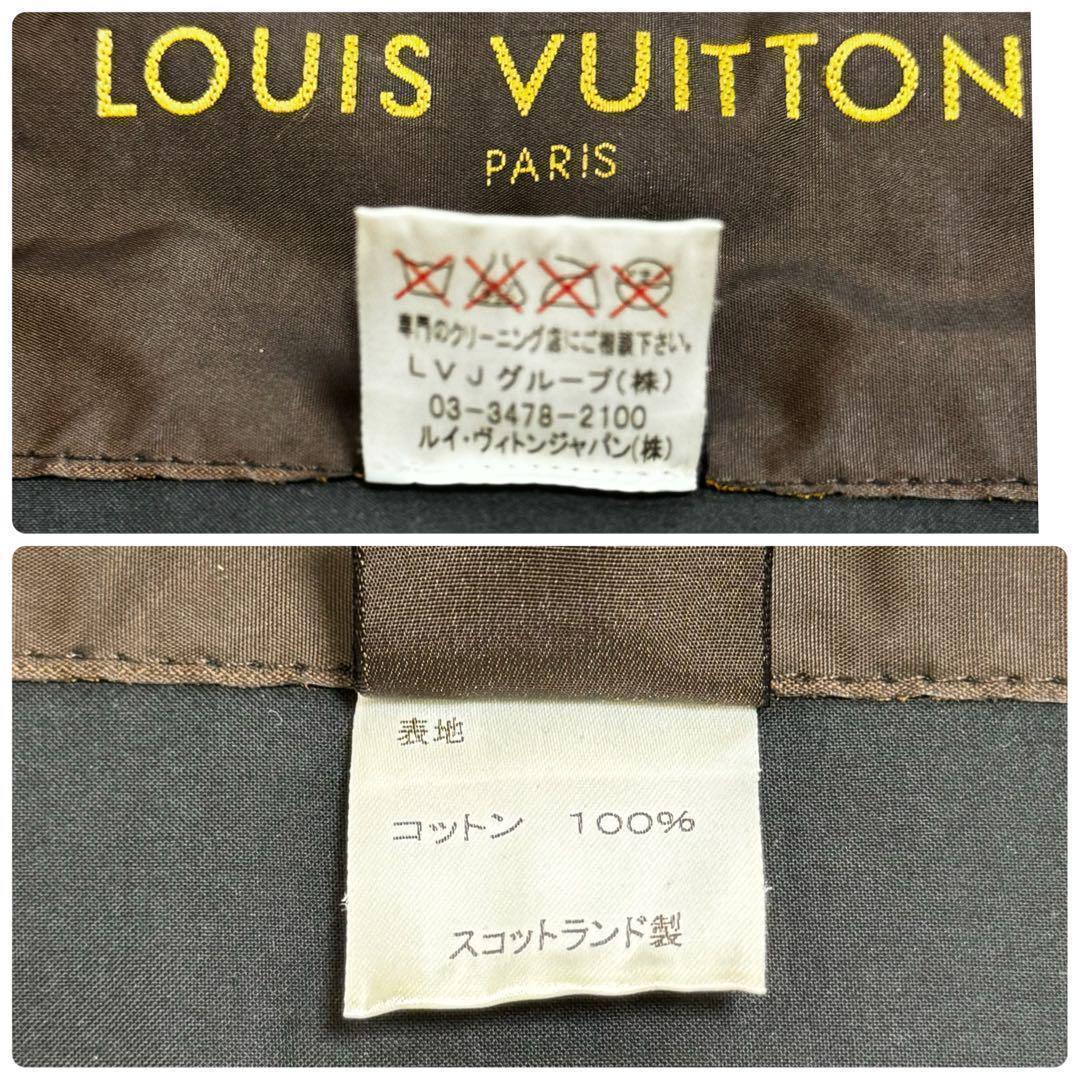 LOUIS VUITTON
PARIS
専門のクリーニング店にご相談下さい。
LVJグループ(株)
03-3478-2100
ルイ・ヴィトンジャパン(株)
表地
コットン 100%
スコットランド製